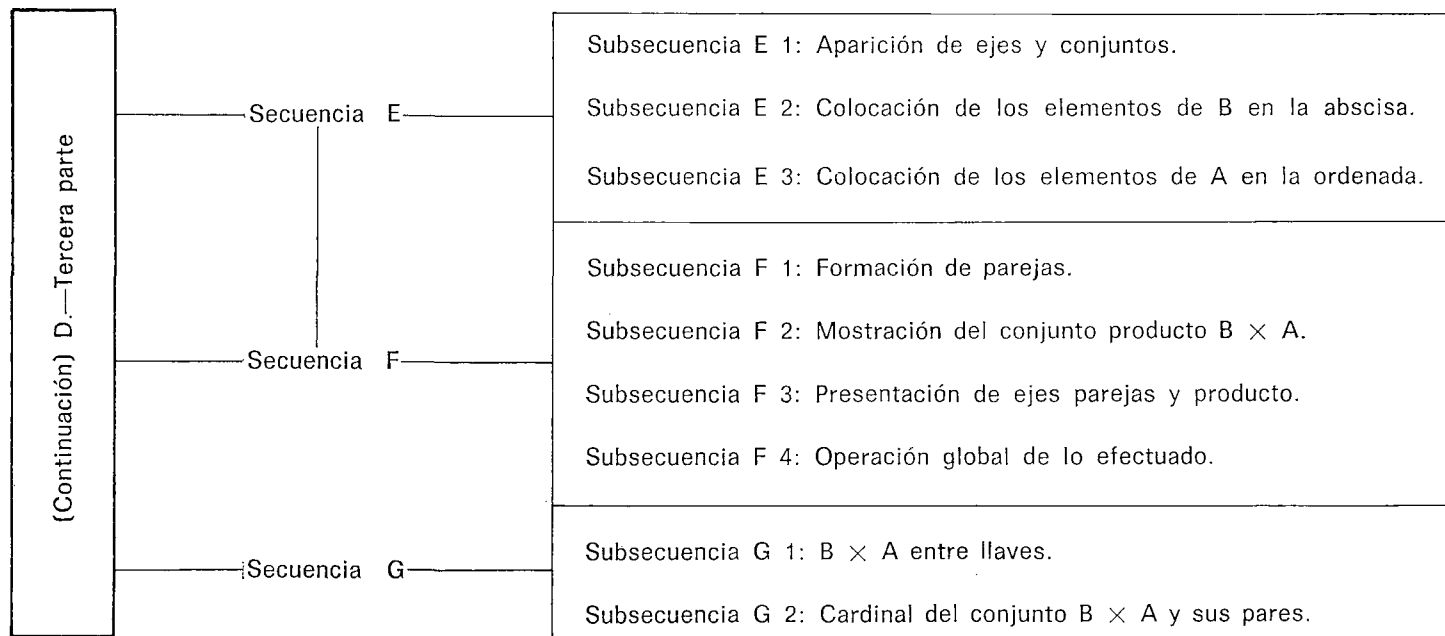 (Continuación) D.—Tercera parte
Secuencia E
Subsecuencia E 1: Aparición de ejes y conjuntos.
Subsecuencia E 2: Colocación de los elementos de B en la abscisa.
Subsecuencia E 3: Colocación de los elementos de A en la ordenada.
Secuencia F
Subsecuencia F 1: Formación de parejas.
Subsecuencia F 2: Mostración del conjunto producto B × A.
Subsecuencia F 3: Presentación de ejes parejas y producto.
Subsecuencia F 4: Operación global de lo efectuado.
Secuencia G
Subsecuencia G 1: B × A entre llaves.
Subsecuencia G 2: Cardinal del conjunto B × A y sus pares.